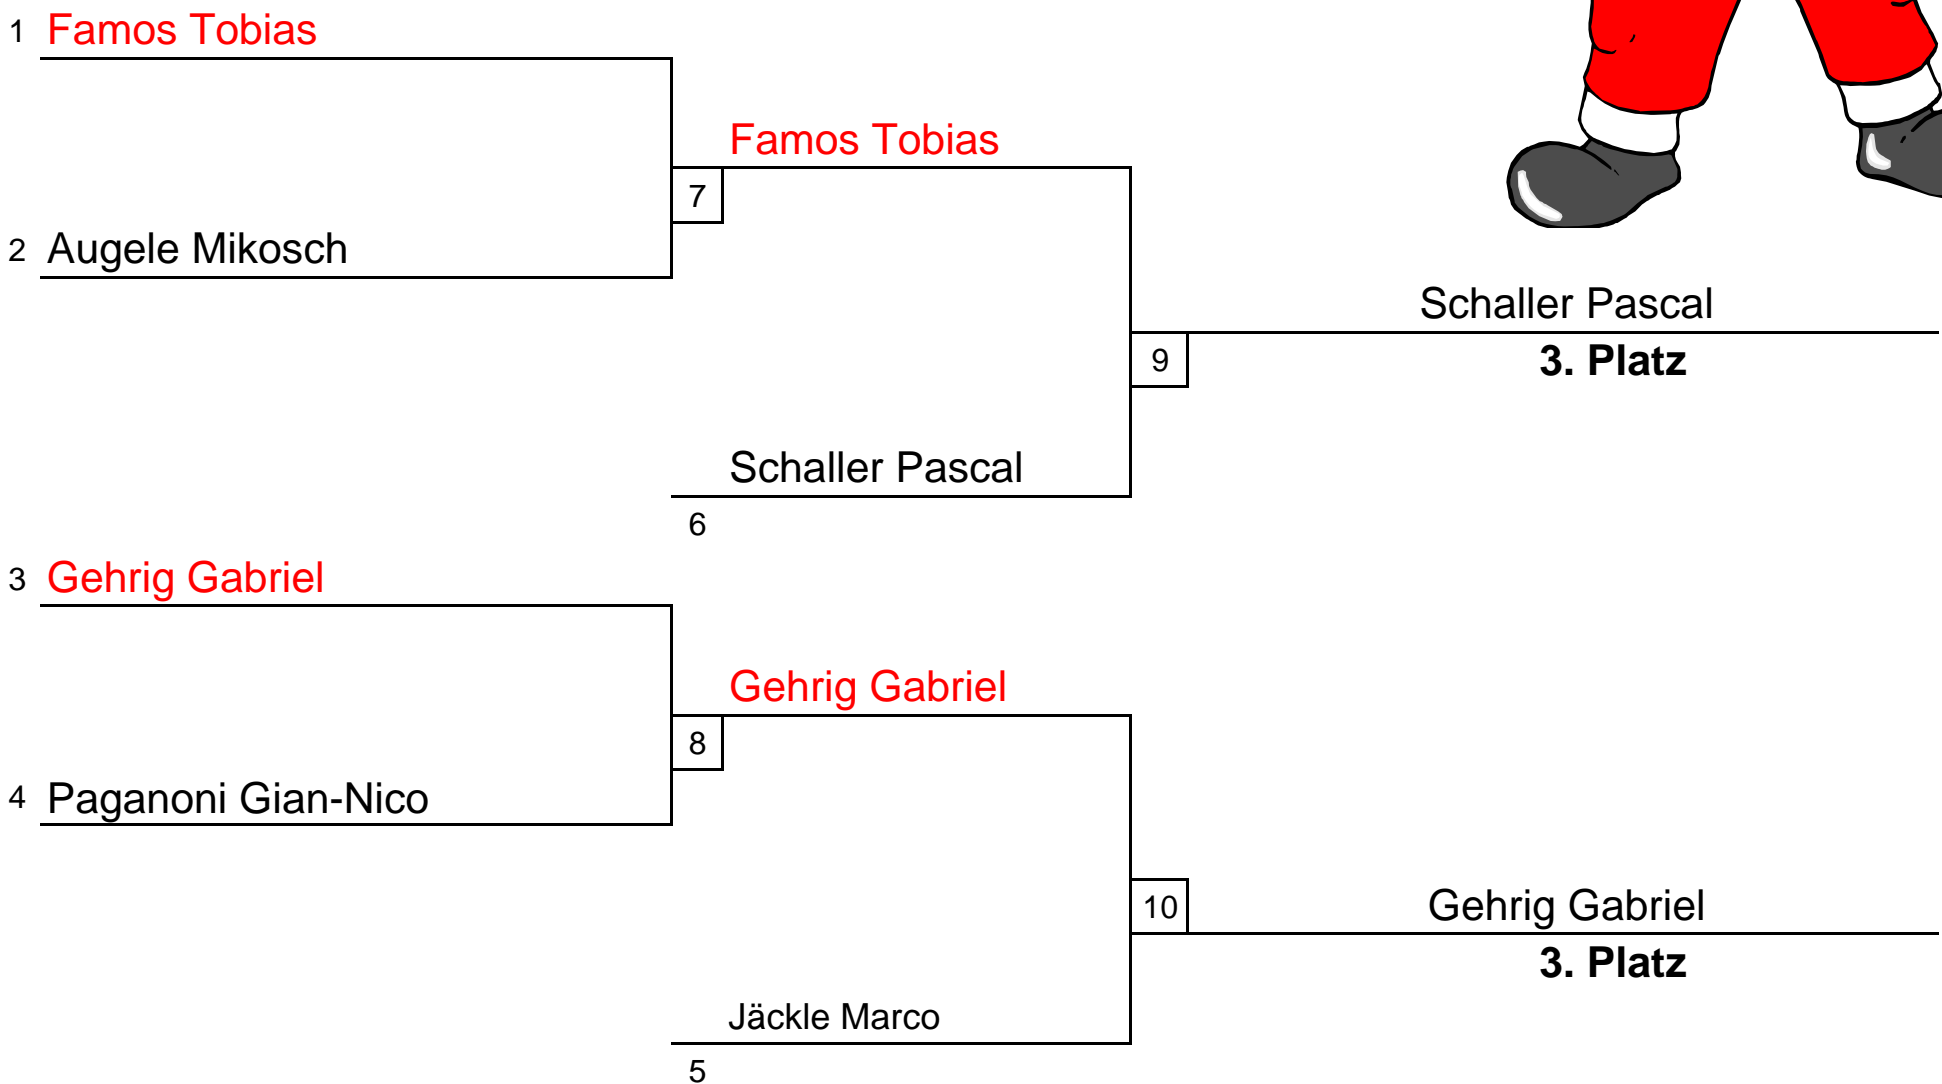 1 Famos Tobias
Famos Tobias
7
2 Augele Mikosch
Schaller Pascal
9
3. Platz
Schaller Pascal
6
3 Gehrig Gabriel
Gehrig Gabriel
8
4 Paganoni Gian-Nico
10
Gehrig Gabriel
3. Platz
Jäckle Marco
5